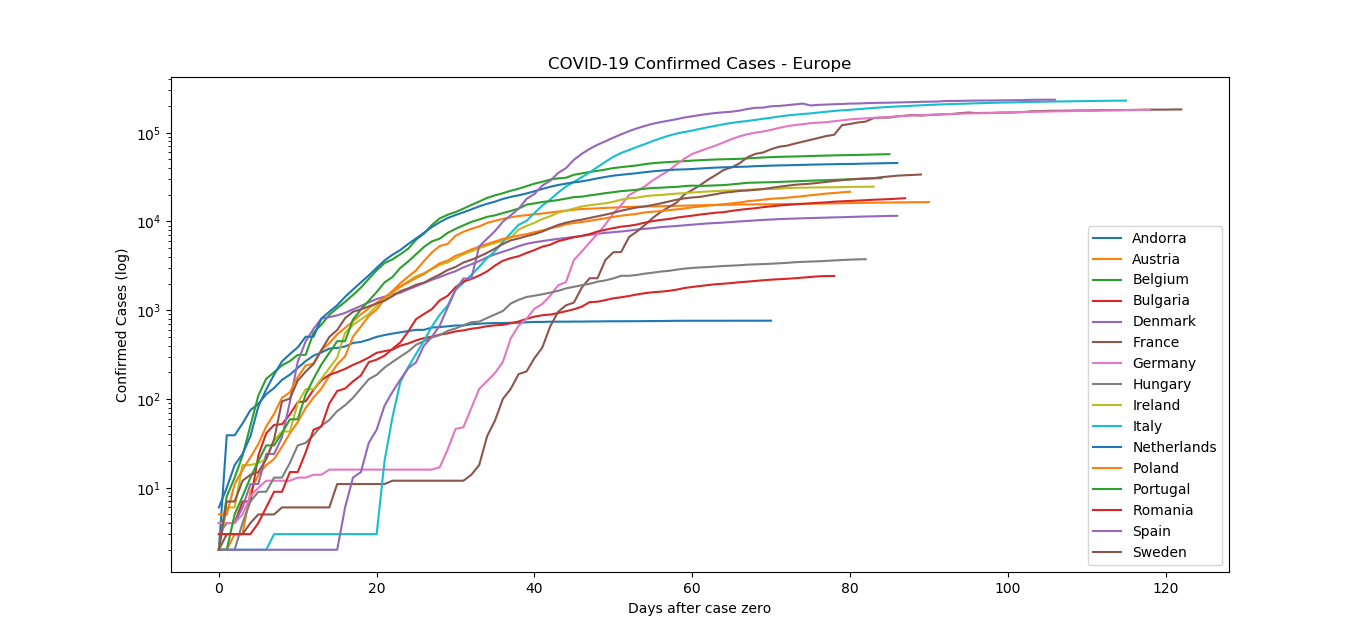 COVID-19 Confirmed Cases - Europe
Confirmed Cases (log)
10^5
10^4
10^3
10^2
10^1
0 20 40 60 80 100 120
Days after case zero
Andorra
Austria
Belgium
Bulgaria
Denmark
France
Germany
Hungary
Ireland
Italy
Netherlands
Poland
Portugal
Romania
Spain
Sweden